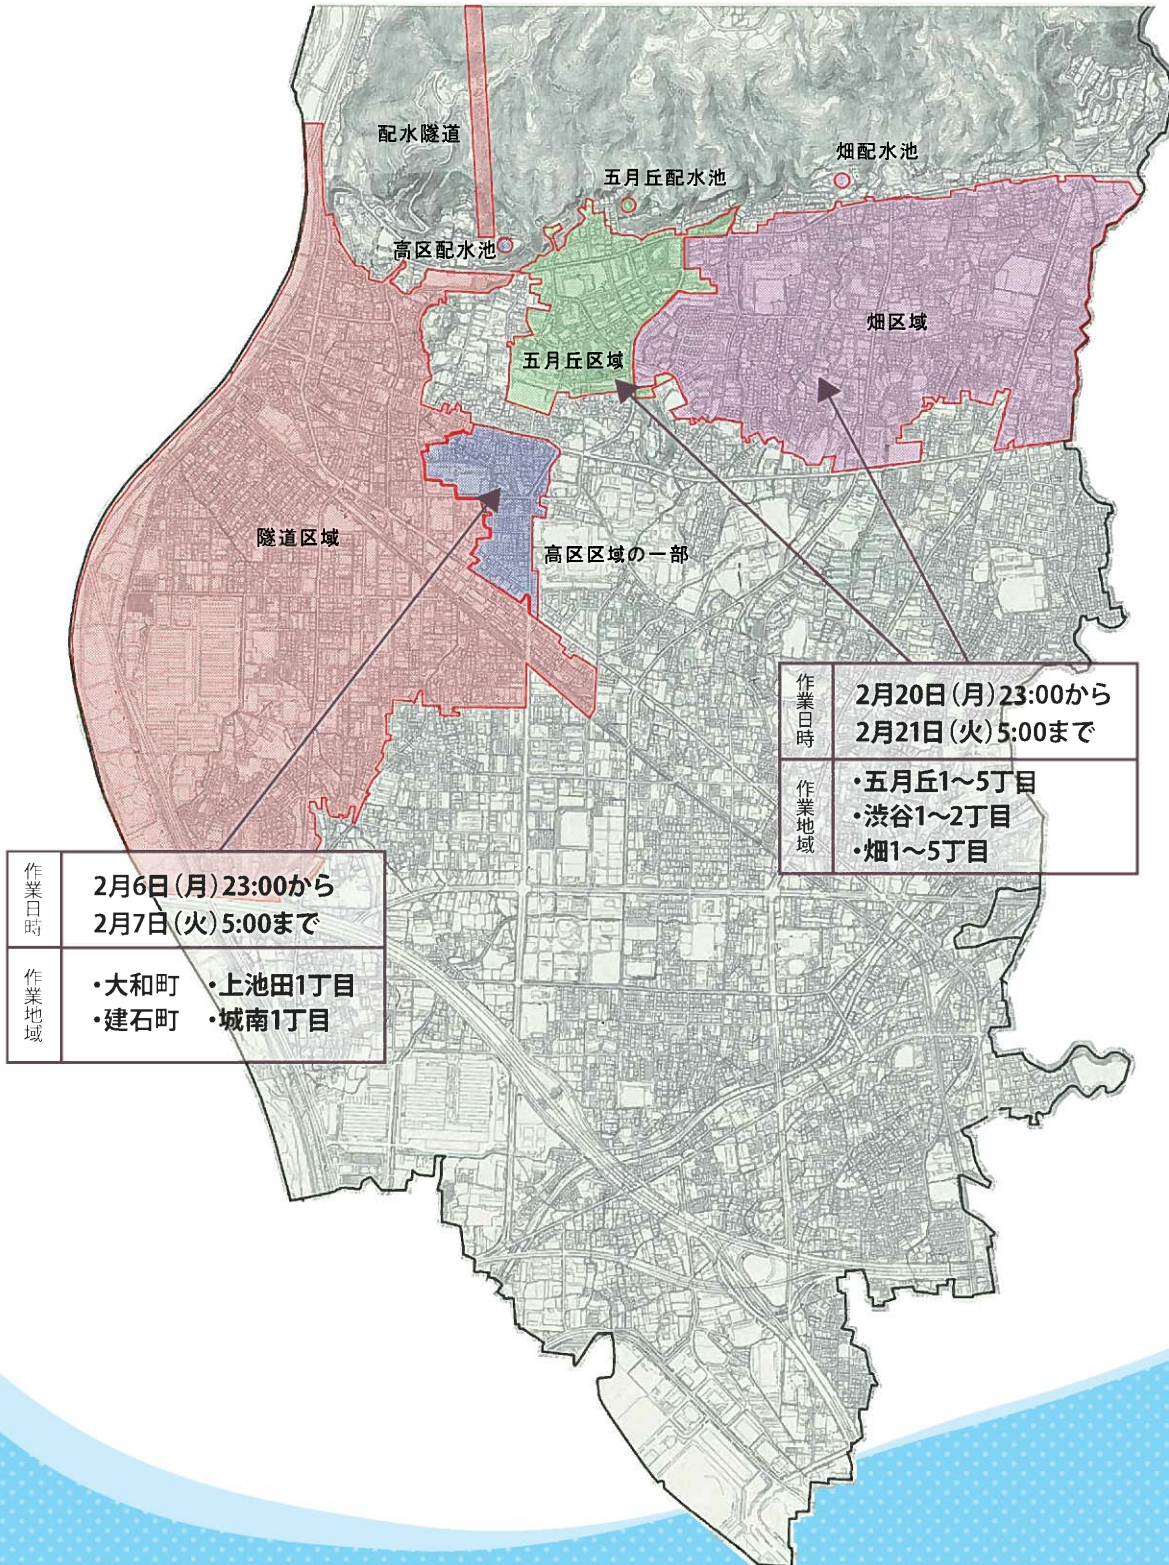 配水隧道
畑配水池
五月丘配水池
高区配水池
畑区域
五月丘区域
隧道区域
高区区域の一部
作業日時
2月20日(月)23:00から
2月21日(火)5:00まで
作業地域
・五月丘1～5丁目
・渋谷1～2丁目
・畑1～5丁目
作業日時
2月6日(月)23:00から
2月7日(火)5:00まで
作業地域
・大和町 ・上池田1丁目
・建石町 ・城南1丁目